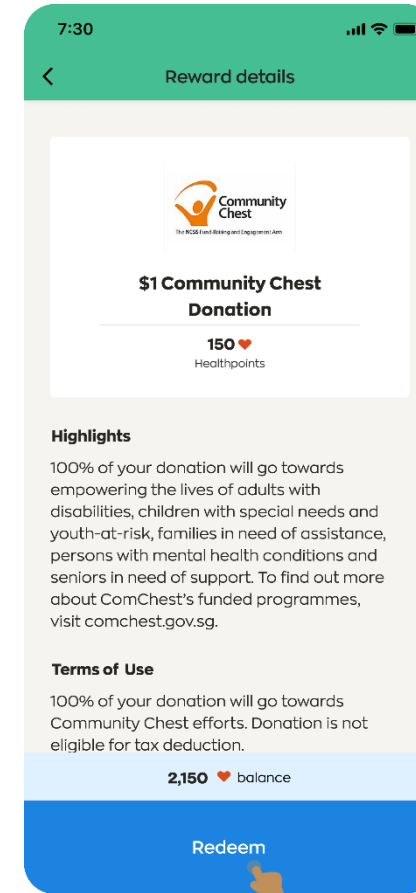 7:30
Reward details
Community
Chest
The NCSS Fund-Raising and Engagement Arm
$1 Community Chest
Donation
150
Healthpoints
Highlights
100% of your donation will go towards
empowering the lives of adults with
disabilities, children with special needs and
youth-at-risk, families in need of assistance,
persons with mental health conditions and
seniors in need of support. To find out more
about ComChest's funded programmes,
visit comchest.gov.sg.
Terms of Use
100% of your donation will go towards
Community Chest efforts. Donation is not
eligible for tax deduction.
2,150 balance
Redeem